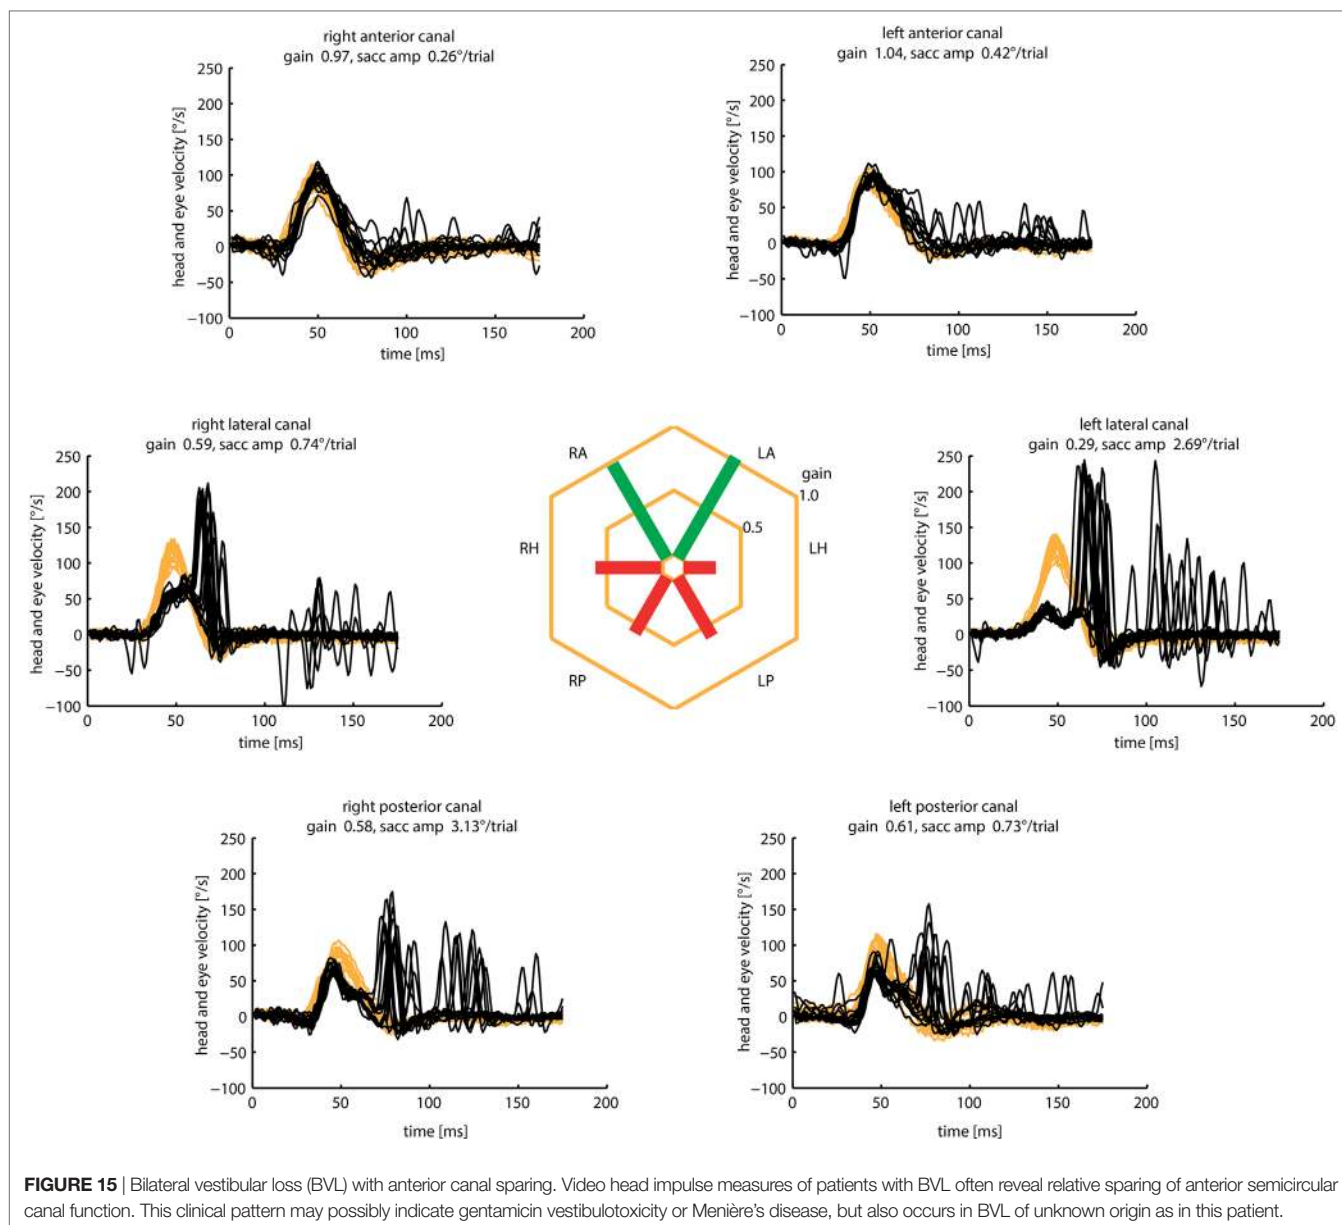 right anterior canal
gain 0.97, sacc amp 0.26°/trial
head and eye velocity [°/s]
250
200
150
100
50
0
−50
−100
0 50 100 150 200
time [ms]
left anterior canal
gain 1.04, sacc amp 0.42°/trial
head and eye velocity [°/s]
250
200
150
100
50
0
−50
−100
0 50 100 150 200
time [ms]
right lateral canal
gain 0.59, sacc amp 0.74°/trial
head and eye velocity [°/s]
250
200
150
100
50
0
−50
−100
0 50 100 150 200
time [ms]
RA LA
gain
1.0
0.5
RH LH
RP LP
left lateral canal
gain 0.29, sacc amp 2.69°/trial
head and eye velocity [°/s]
250
200
150
100
50
0
−50
−100
0 50 100 150 200
time [ms]
right posterior canal
gain 0.58, sacc amp 3.13°/trial
head and eye velocity [°/s]
250
200
150
100
50
0
−50
−100
0 50 100 150 200
time [ms]
left posterior canal
gain 0.61, sacc amp 0.73°/trial
head and eye velocity [°/s]
250
200
150
100
50
0
−50
−100
0 50 100 150 200
time [ms]
FIGURE 15 | Bilateral vestibular loss (BVL) with anterior canal sparing. Video head impulse measures of patients with BVL often reveal relative sparing of anterior semicircular
canal function. This clinical pattern may possibly indicate gentamicin vestibulotoxicity or Menière's disease, but also occurs in BVL of unknown origin as in this patient.